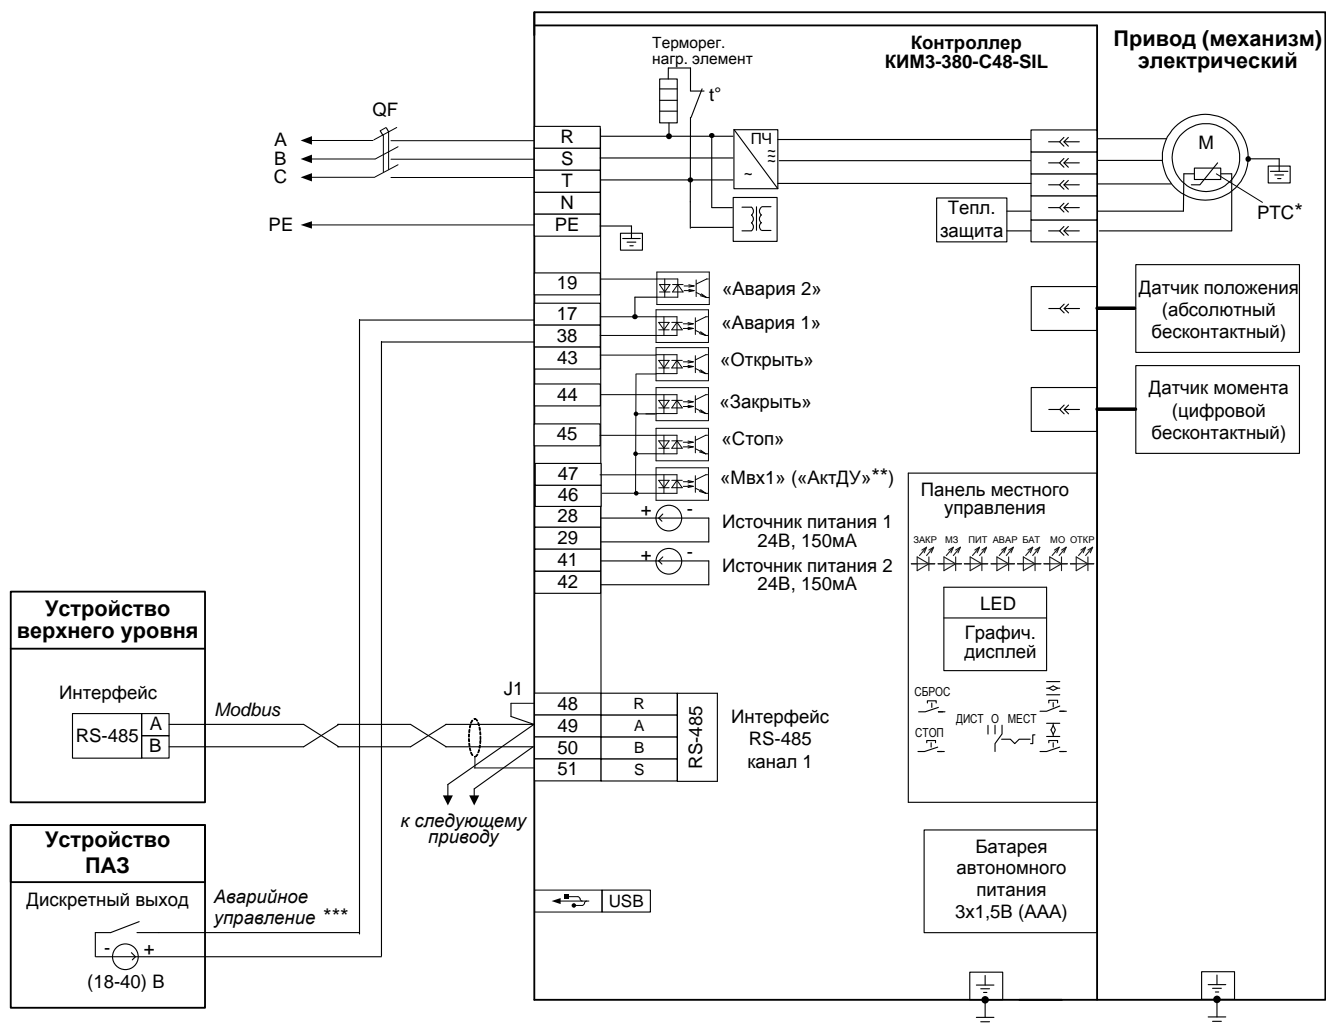 Контроллер
КИМ3-380-С48-SIL
Привод (механизм)
электрический
Терморег.
нагр. элемент
t°
QF
A
B
C
PE
R
S
T
N
PE
ПЧ
~
M
PTC*
Тепл.
защита
19
«Авария 2»
17
«Авария 1»
38
43
«Открыть»
44
«Закрыть»
45
«Стоп»
47
«Мвх1» («АктДУ»**)
46
28
+ -
Источник питания 1
24В, 150мА
29
41
+ -
Источник питания 2
24В, 150мА
42
Датчик положения
(абсолютный
бесконтактный)
Датчик момента
(цифровой
бесконтактный)
Панель местного
управления
ЗАКР МЗ ПИТ АВАР БАТ МО ОТКР
LED
Графич.
дисплей
СБРОС
СТОП
ДИСТ О МЕСТ
Устройство
верхнего уровня
Интерфейс
RS-485
A
B
Modbus
J1
48 R
49 A
50 B
51 S
RS-485
Интерфейс
RS-485
канал 1
к следующему
приводу
Устройство
ПАЗ
Дискретный выход
- +
(18-40) В
Аварийное
управление ***
USB
Батарея
автономного
питания
3х1,5В (ААА)